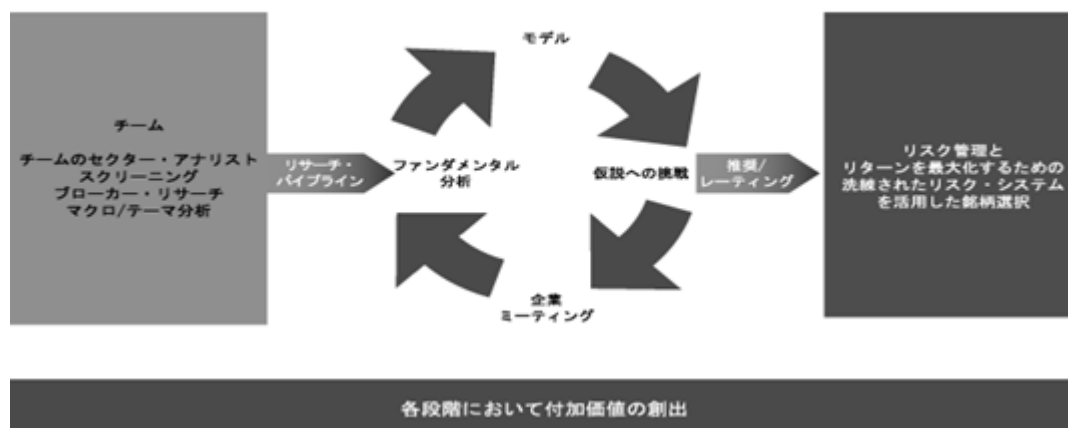 チーム
チームのセクター・アナリスト
スクリーニング
ブローカー・リサーチ
マクロ/テーマ分析
リサーチ・
パイプライン
モデル
ファンダメンタル
分析
仮説への挑戦
企業
ミーティング
推奨/
レーティング
リスク管理と
リターンを最大化するための
洗練されたリスク・システム
を活用した銘柄選択
各段階において付加価値の創出